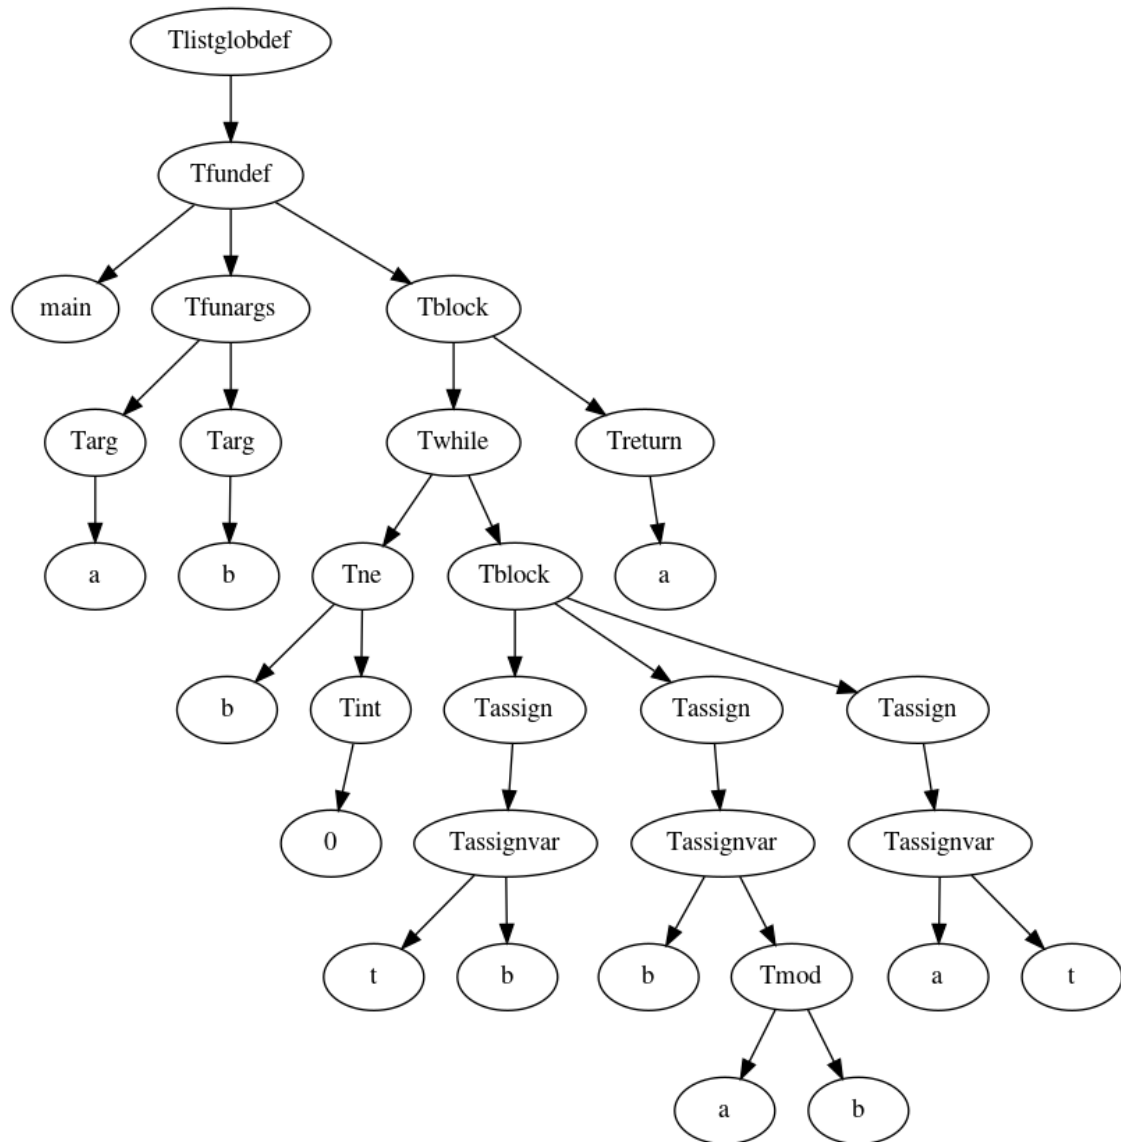 Tlistglobdef
Tfundef
main Tfunargs Tblock
Targ Targ Twhile Treturn
a b Tne Tblock a
b Tint Tassign Tassign Tassign
0 Tassignvar Tassignvar Tassignvar
t b b Tmod a t
a b